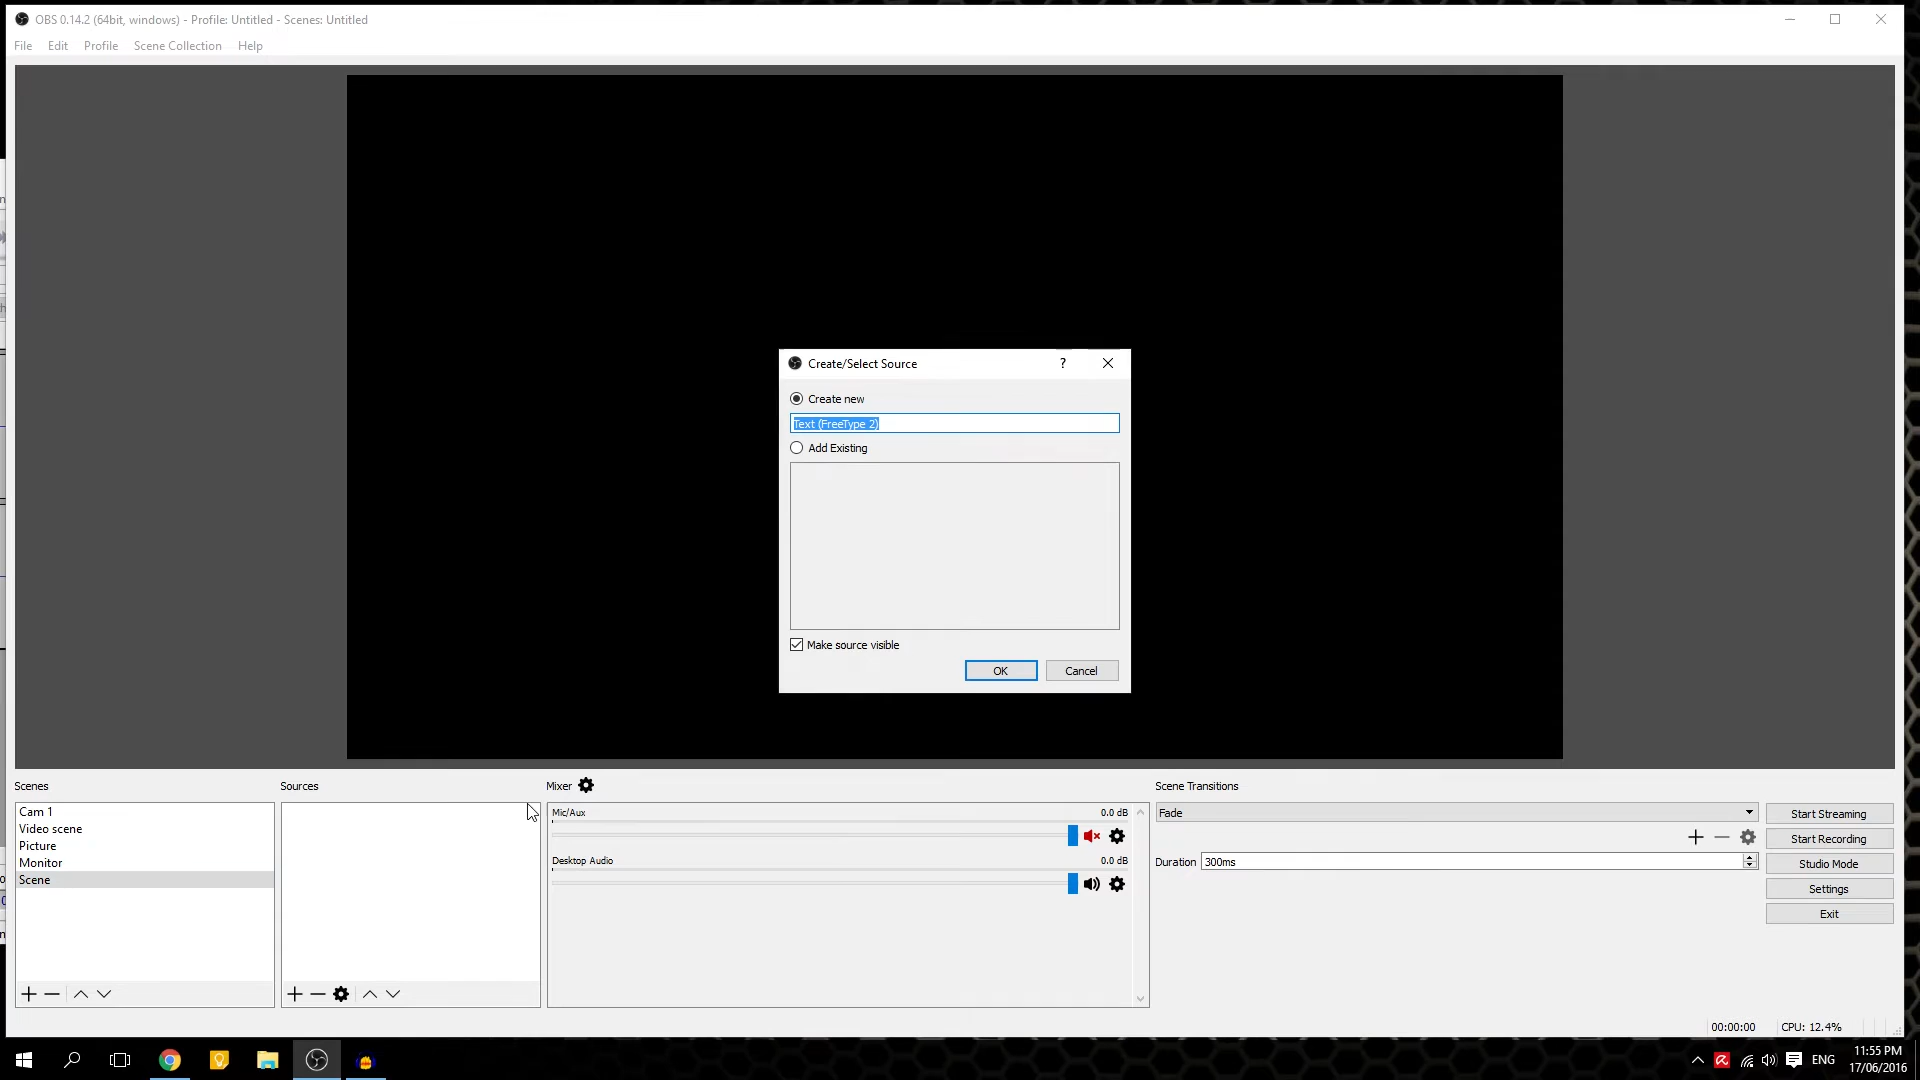 OBS 0.14.2 (64bit, windows) - Profile: Untitled - Scenes: Untitled
File Edit Profile Scene Collection Help
Create/Select Source ?
Create new
Text (FreeType 2)
Add Existing
Make source visible
OK Cancel
Scenes
Cam 1
Video scene
Picture
Monitor
Scene
Sources
Mixer
Mic/Aux 0.0 dB
Desktop Audio 0.0 dB
Scene Transitions
Fade
Duration 300ms
Start Streaming
Start Recording
Studio Mode
Settings
Exit
00:00:00 CPU: 12.4%
ENG
11:55 PM
17/06/2016